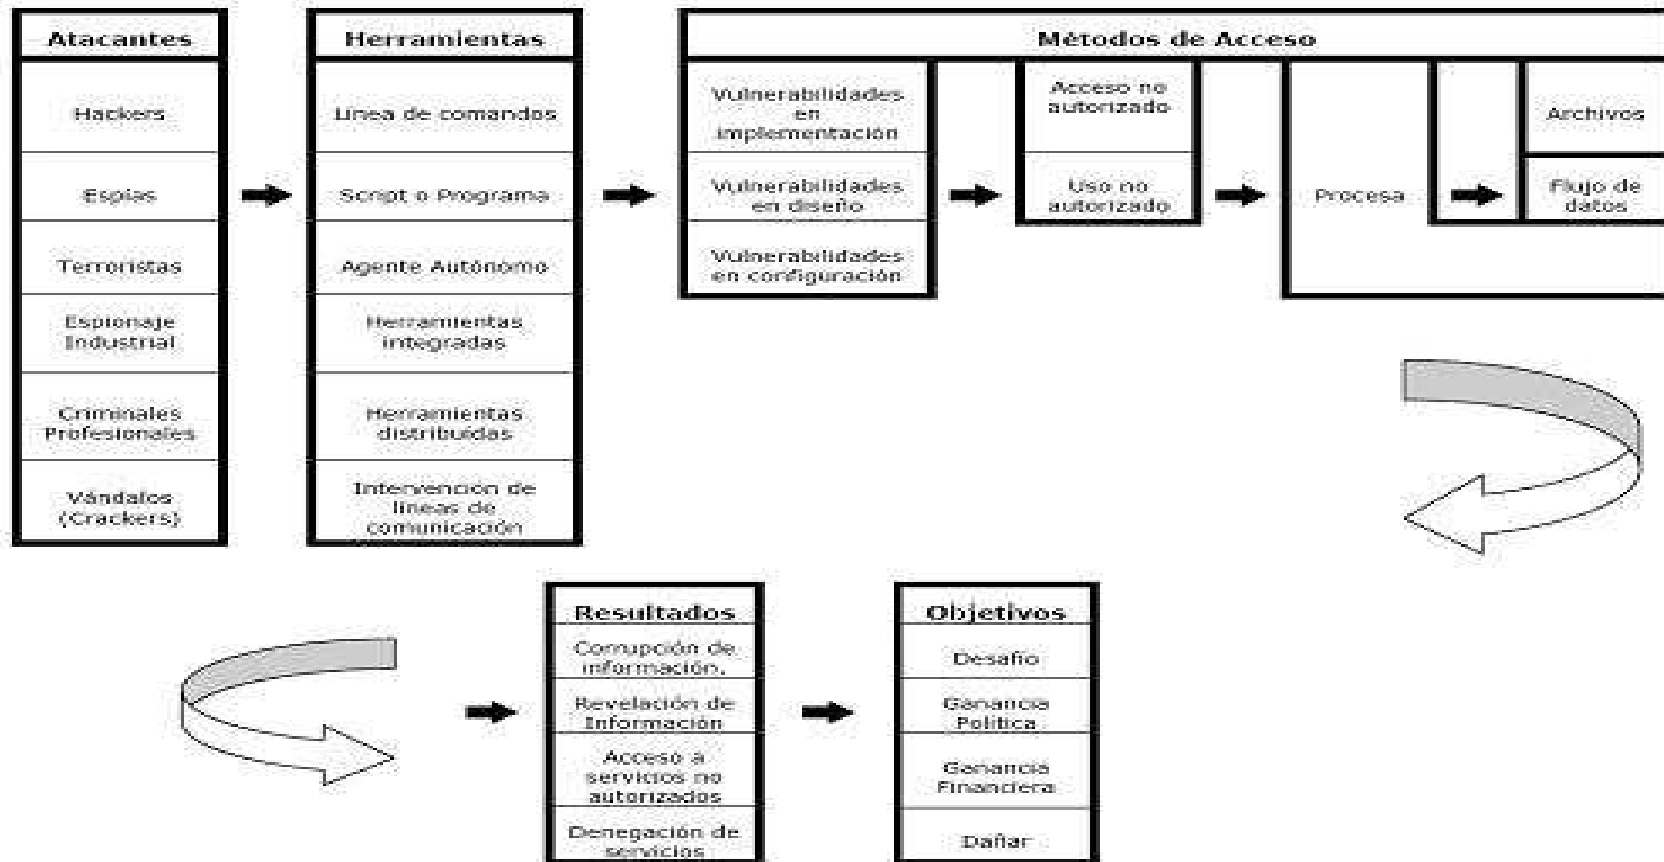 Atacantes
Hackers
Espías
Terroristas
Espionaje
Industrial
Criminales
Profesionales
Vándalos
(Crackers)
Herramientas
Línea de comandos
Script o Programa
Agente Autónomo
Herramientas
integradas
Herramientas
distribuídas
Intervención de
líneas de
comunicación
Métodos de Acceso
Vulnerabilidades
en
implementación
Vulnerabilidades
en diseño
Vulnerabilidades
en configuración
Acceso no
autorizado
Uso no
autorizado
Procesa
Archivos
Flujo de
datos
Resultados
Corrupción de
información.
Revelación de
Información
Acceso a
servicios no
autorizados
Denegación de
servicios
Objetivos
Desafío
Ganancia
Política
Ganancia
Financiera
Dañar